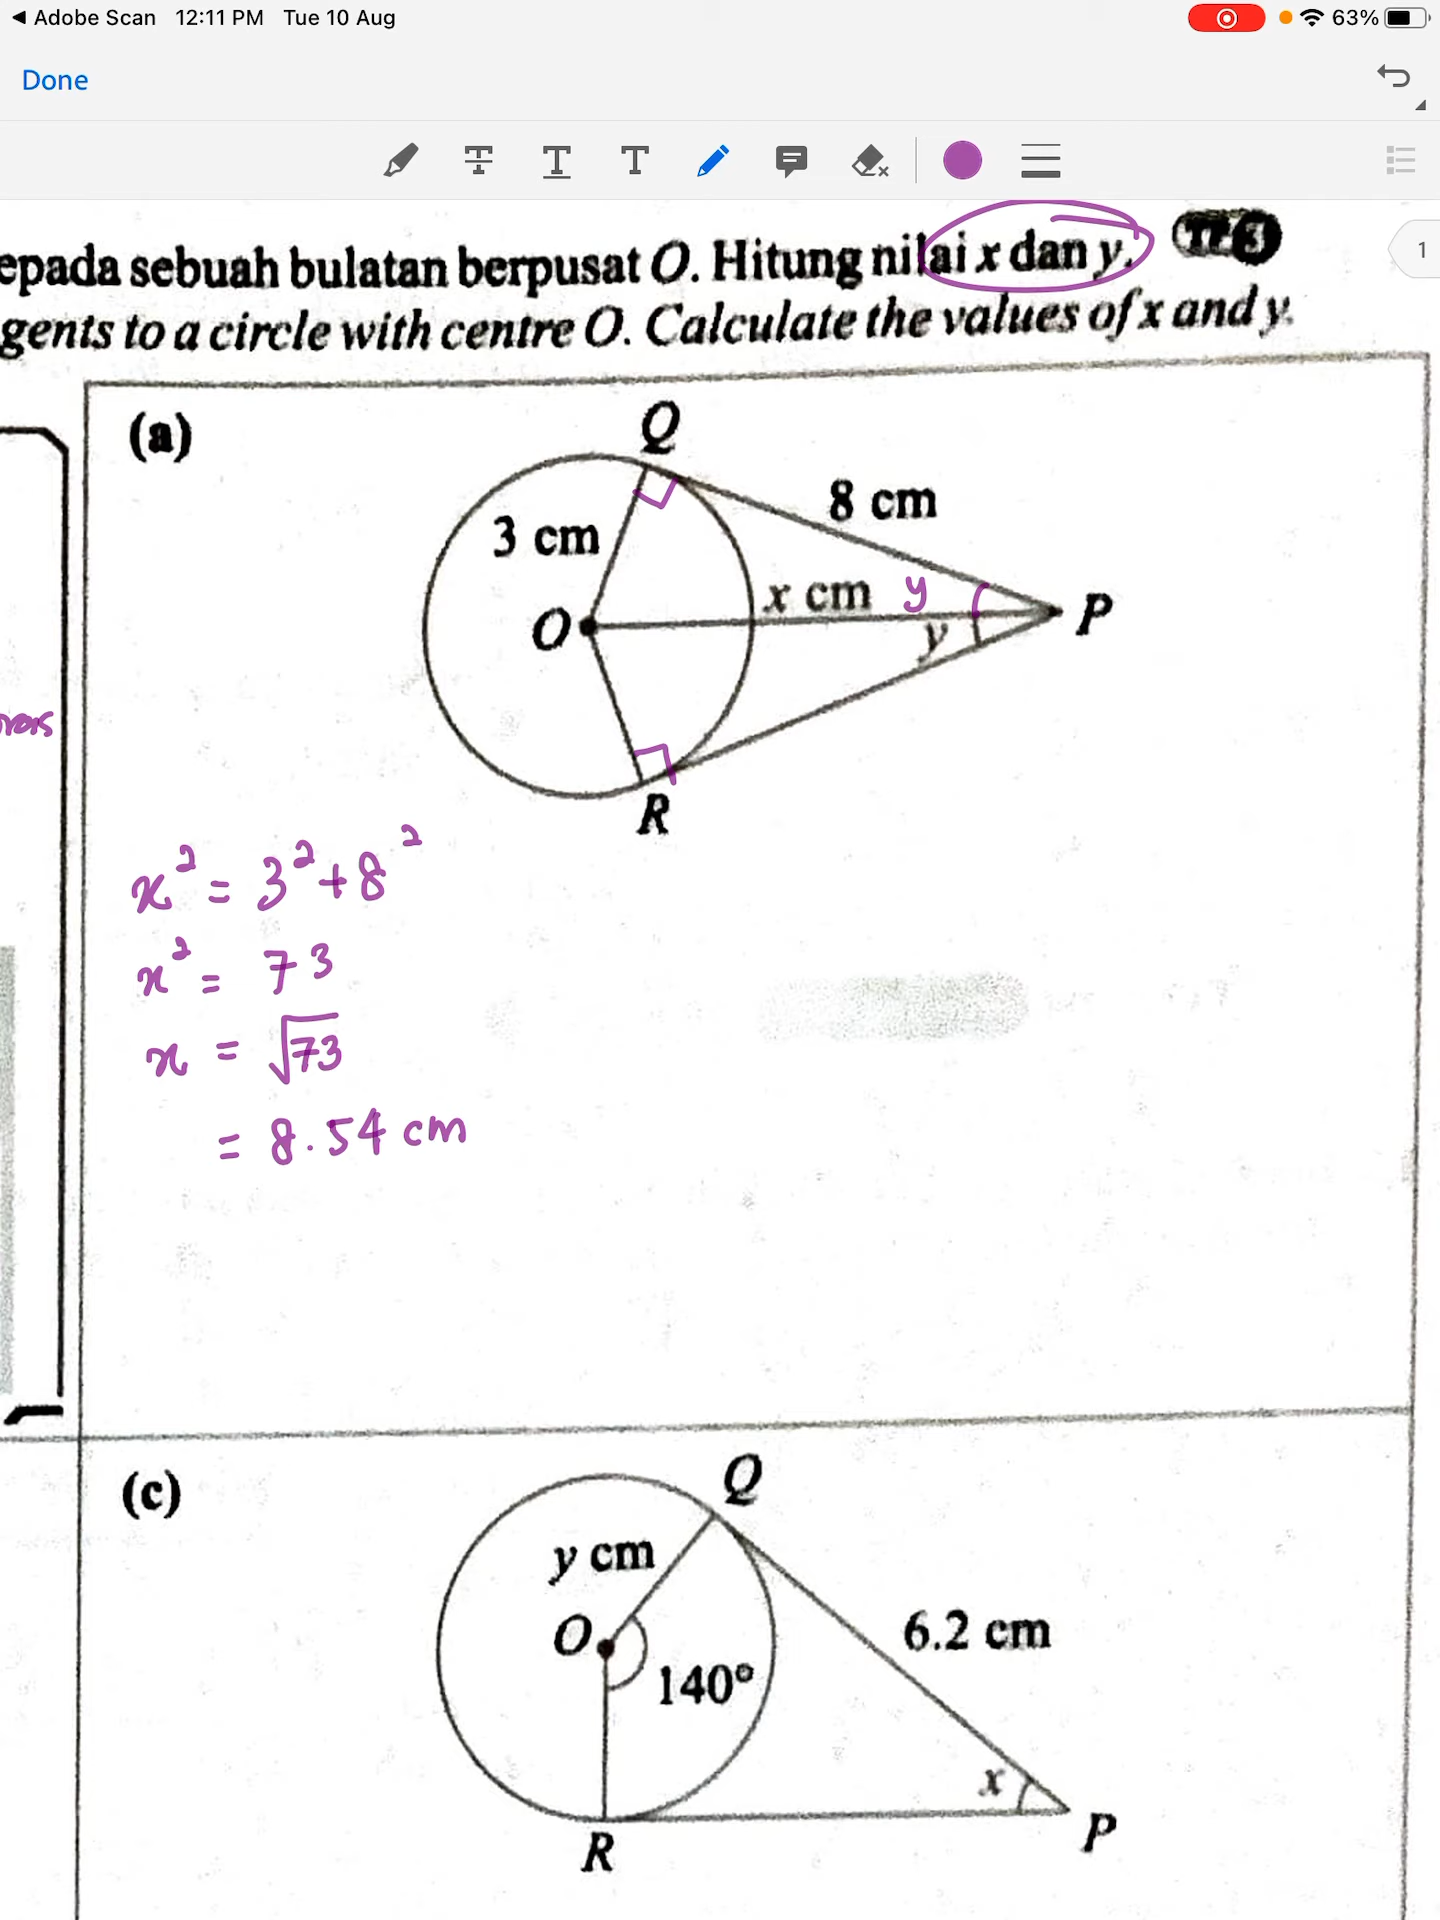 Adobe Scan 12:11 PM Tue 10 Aug 63%
Done
1
epada sebuah bulatan berpusat O. Hitung nilai x dan y.
gents to a circle with centre O. Calculate the values of x and y.
(a)
Q
8 cm
3 cm
x cm y
O
P
y
R
x² = 3² + 8²
x² = 73
x = √73
= 8.54 cm
(c)
Q
y cm
O
6.2 cm
140°
x
P
R